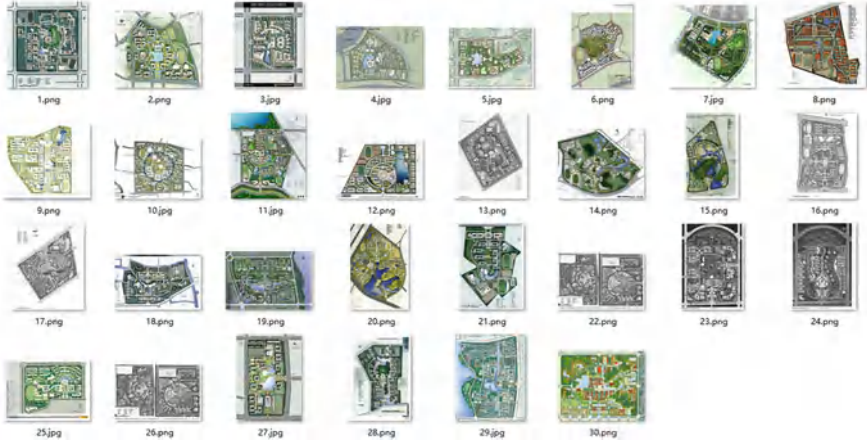 1.png 2.png 3.jpg 4.jpg 5.jpg 6.png 7.jpg 8.png
9.png 10.jpg 11.jpg 12.png 13.png 14.png 15.png 16.png
17.png 18.png 19.png 20.png 21.png 22.png 23.png 24.png
25.jpg 26.png 27.jpg 28.png 29.jpg 30.png